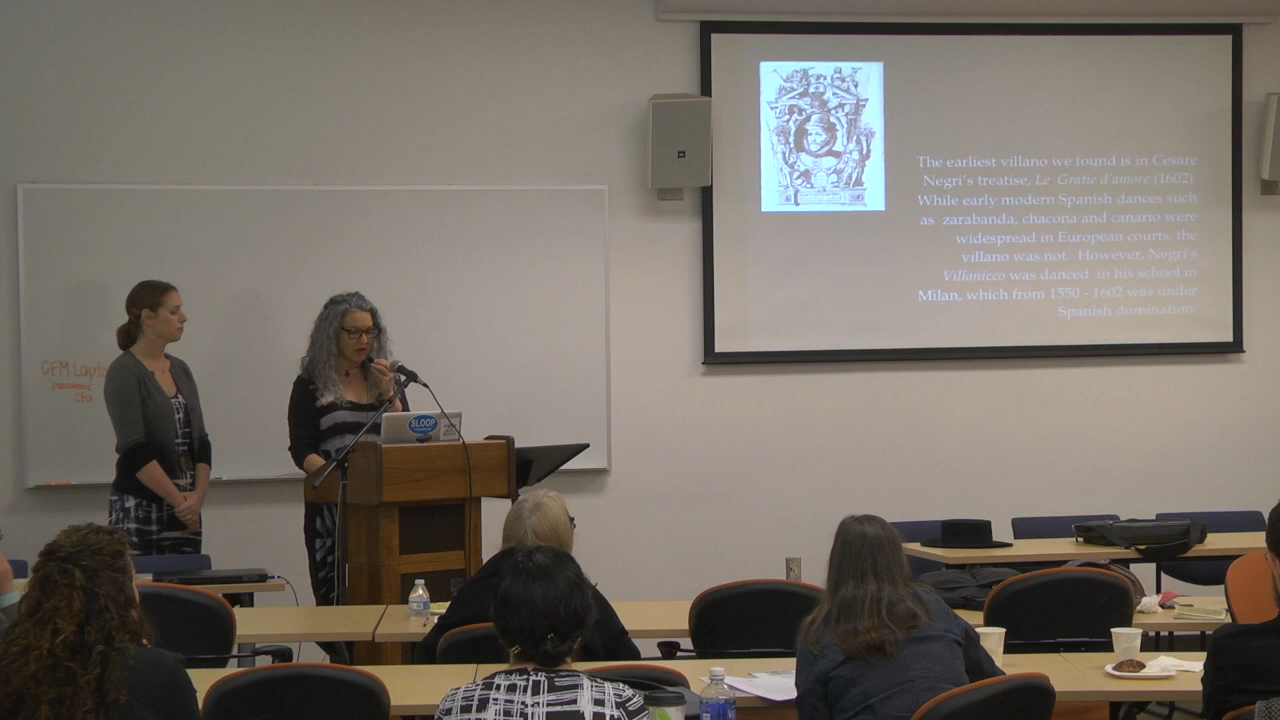 The earliest villano we found is in Cesare
Negri's treatise, Le Gratie d'amore (1602).
While early modern Spanish dances such
as zarabanda, chacona and canario were
widespread in European courts, the
villano was not. However, Negri's
Villanicco was danced in his school in
Milan, which from 1550 - 1602 was under
Spanish domination.
CFM Lapto
SLOOP